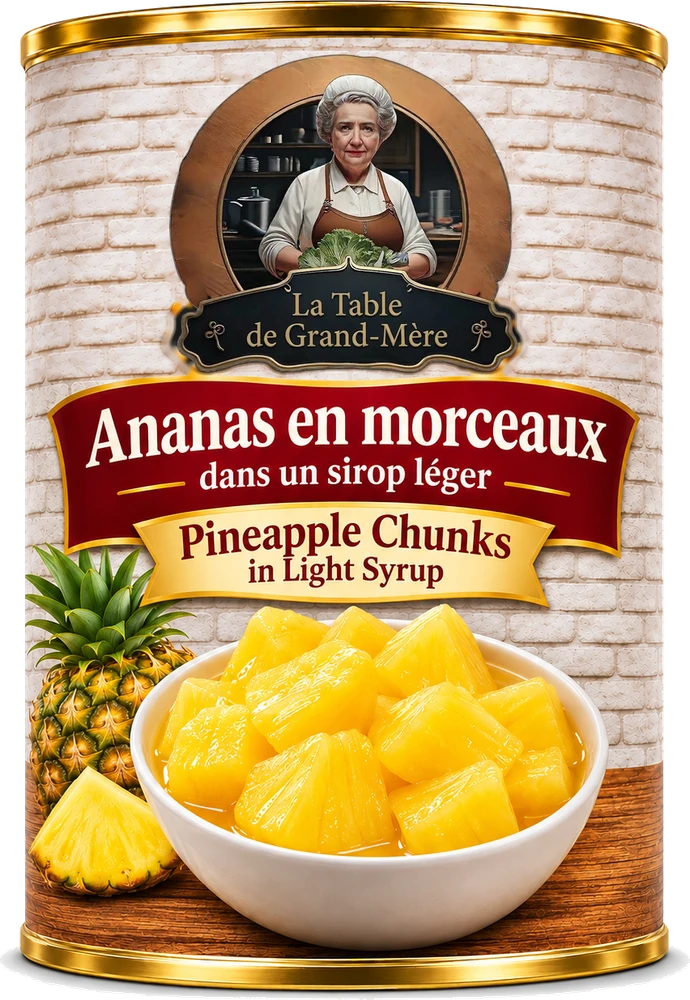 La Table
de Grand-Mère
Ananas en morceaux
dans un sirop léger
Pineapple Chunks
in Light Syrup